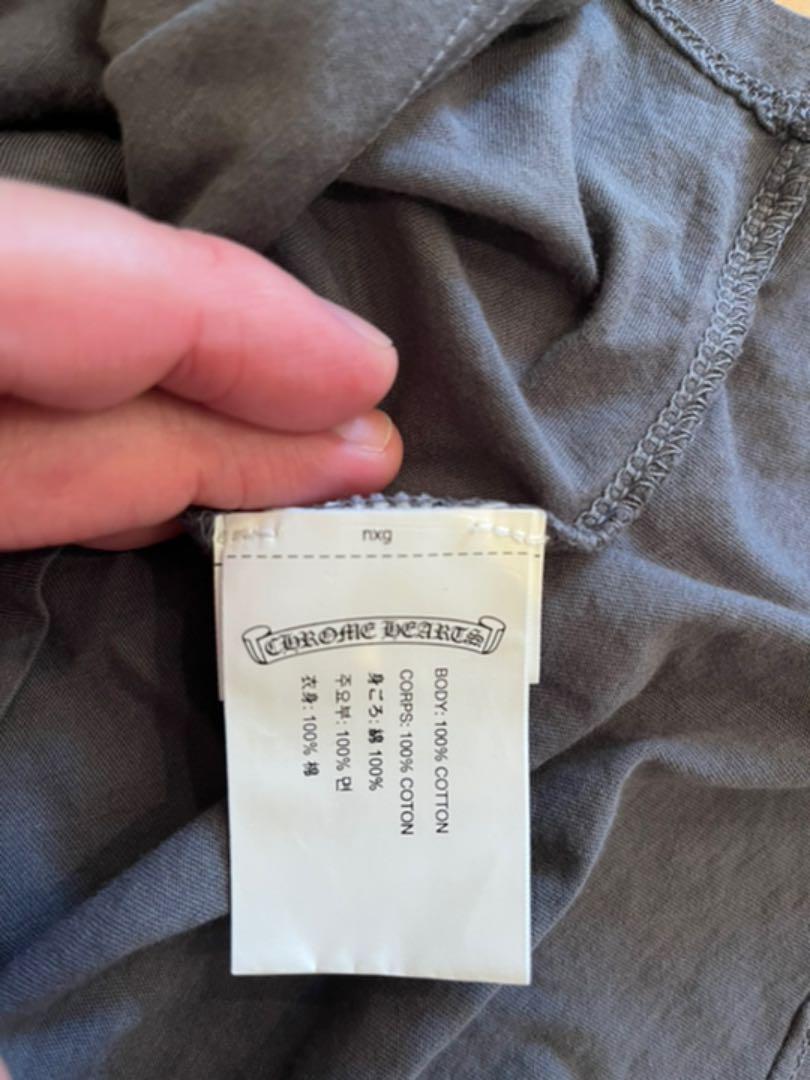 nxg
CHROME HEARTS
BODY: 100% COTTON
CORPS: 100% COTON
身ごろ: 綿 100%
주요부: 100% 면
衣身: 100% 棉